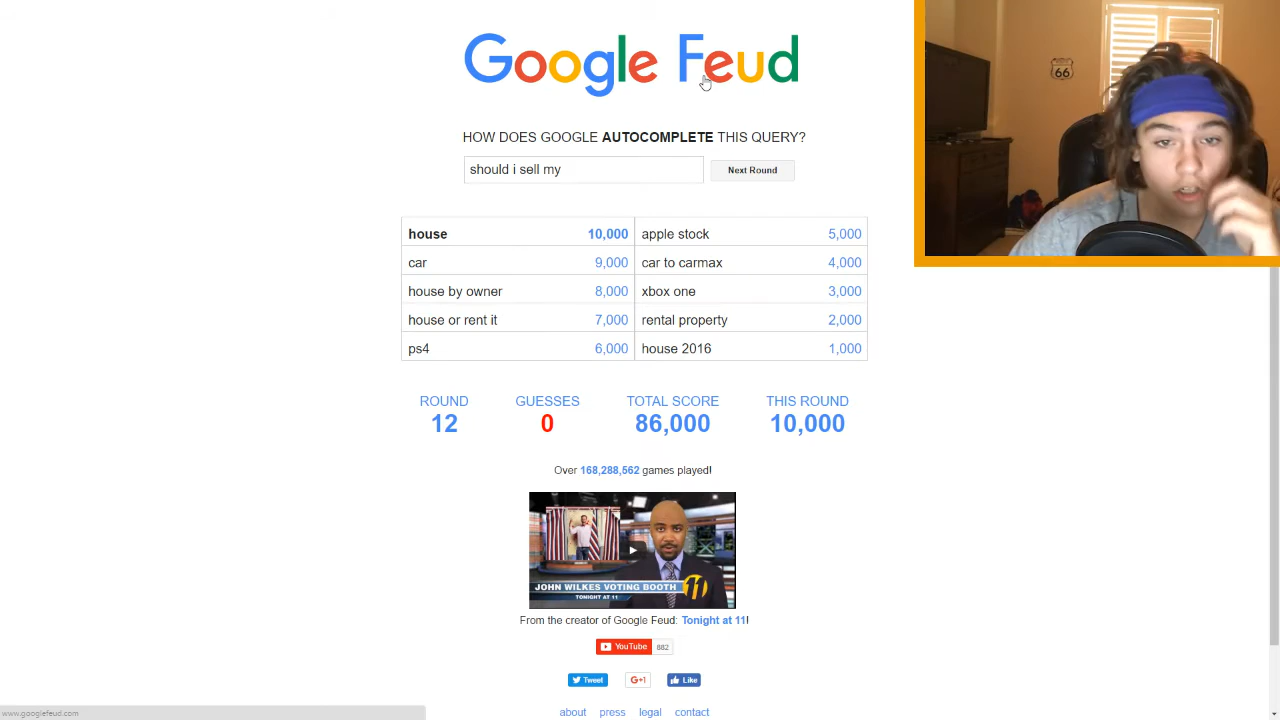 Google Feud
HOW DOES GOOGLE AUTOCOMPLETE THIS QUERY?
should i sell my
Next Round
house 10,000 apple stock 5,000
car 9,000 car to carmax 4,000
house by owner 8,000 xbox one 3,000
house or rent it 7,000 rental property 2,000
ps4 6,000 house 2016 1,000
ROUND GUESSES TOTAL SCORE THIS ROUND
12 0 86,000 10,000
Over 168,288,562 games played!
JOHN WILKES VOTING BOOTH
TONIGHT AT 11
11
From the creator of Google Feud: Tonight at 11!
YouTube 882
Tweet G+1 Like
about press legal contact
www.googlefeud.com
66